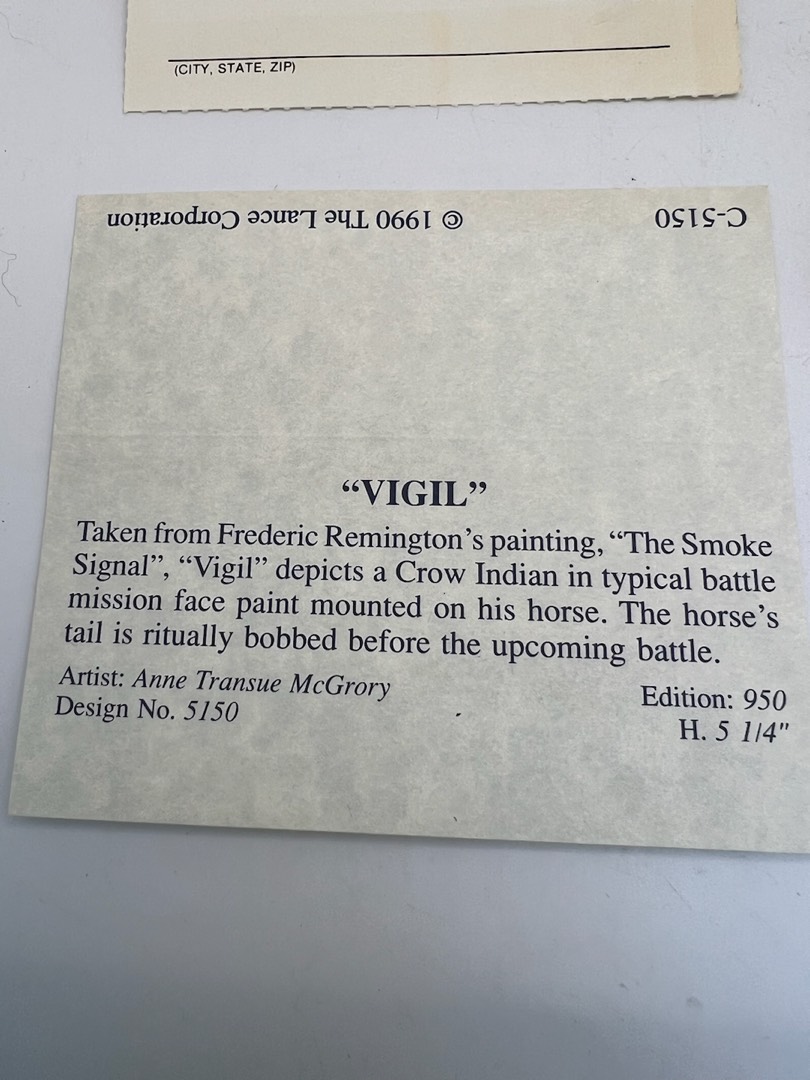 (CITY, STATE, ZIP)
© 1990 The Lance Corporation
C-5150
“VIGIL”
Taken from Frederic Remington’s painting, “The Smoke
Signal”, “Vigil” depicts a Crow Indian in typical battle
mission face paint mounted on his horse. The horse’s
tail is ritually bobbed before the upcoming battle.
Artist: Anne Transue McGrory
Edition: 950
Design No. 5150
H. 5 1/4"